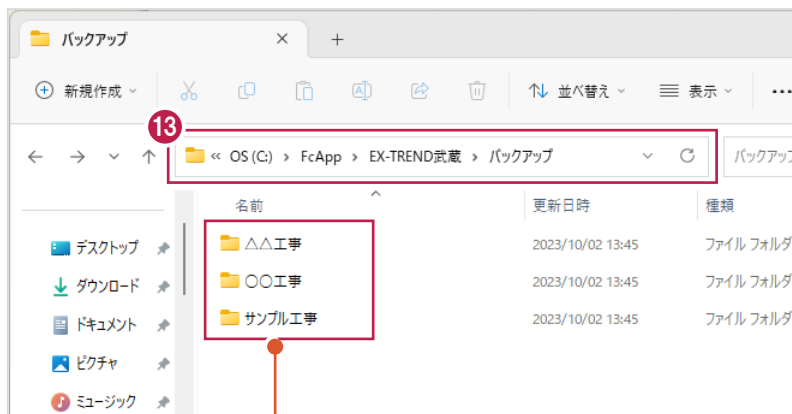 バックアップ
新規作成
並べ替え
表示
13
« OS (C:) › FcApp › EX-TREND武蔵 › バックアップ
バックアップ
名前
更新日時
種類
デスクトップ
ダウンロード
ドキュメント
ピクチャ
ミュージック
△△工事 2023/10/02 13:45 ファイル フォルダ
○○工事 2023/10/02 13:45 ファイル フォルダ
サンプル工事 2023/10/02 13:45 ファイル フォルダ